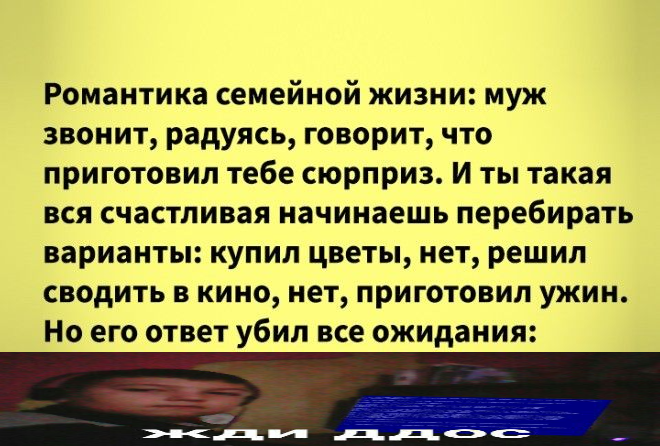 Романтика семейной жизни: муж
звонит, радуясь, говорит, что
приготовил тебе сюрприз. И ты такая
вся счастливая начинаешь перебирать
варианты: купил цветы, нет, решил
сводить в кино, нет, приготовил ужин.
Но его ответ убил все ожидания:
жди ддос